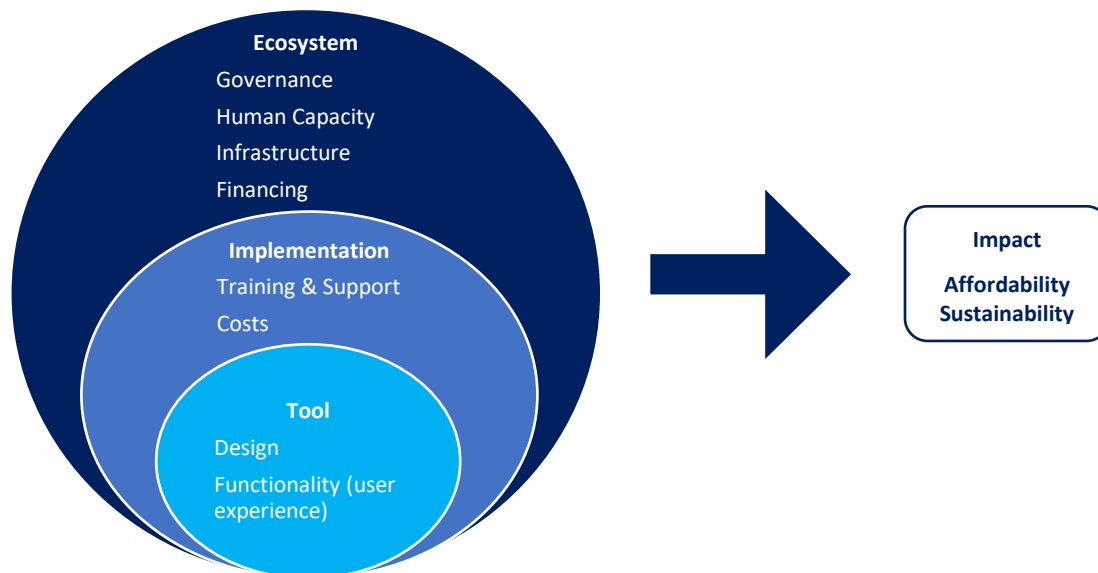 Ecosystem
Governance
Human Capacity
Infrastructure
Financing
Implementation
Training & Support
Costs
Tool
Design
Functionality (user
experience)
Impact
Affordability
Sustainability